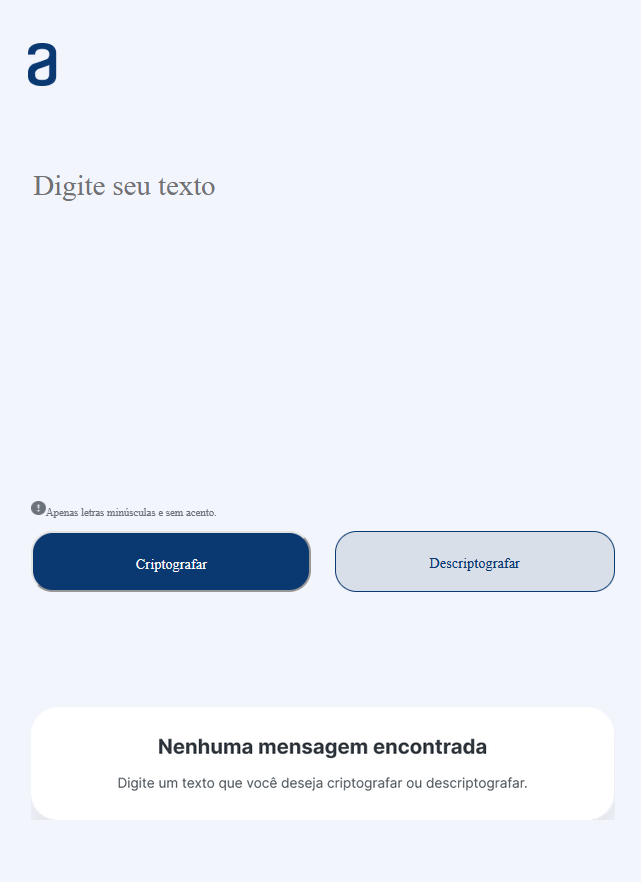 a
Digite seu texto
Apenas letras minúsculas e sem acento.
Criptografar
Descriptografar
Nenhuma mensagem encontrada
Digite um texto que você deseja criptografar ou descriptografar.